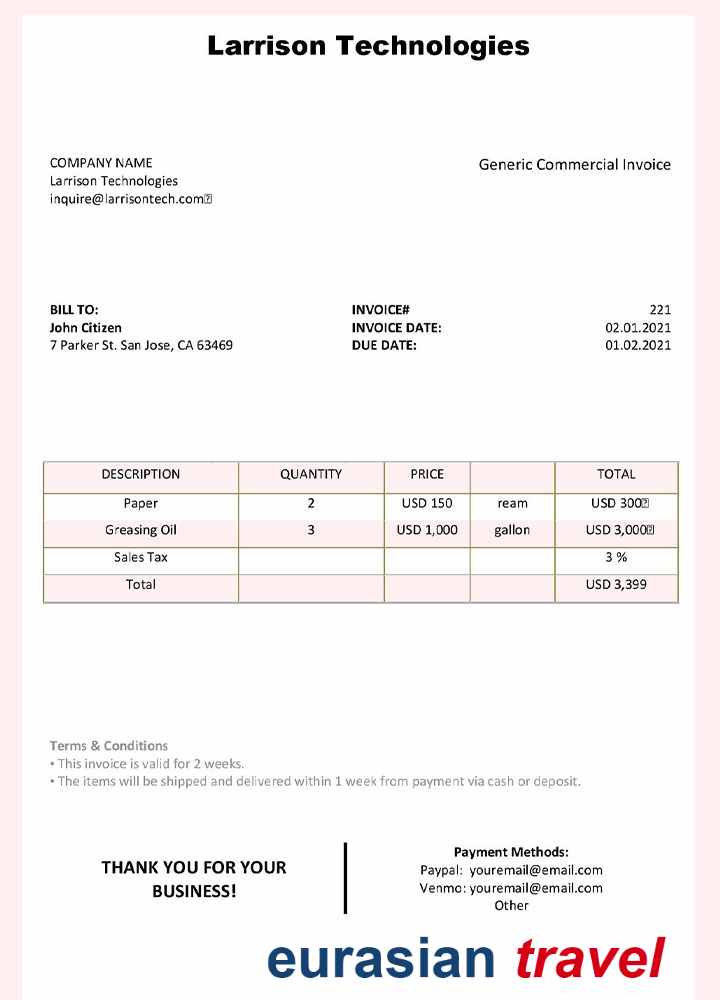 Larrison Technologies
COMPANY NAME
Larrison Technologies
inquire@larrisontech.com
Generic Commercial Invoice
BILL TO:
John Citizen
7 Parker St. San Jose, CA 63469
INVOICE# 221
INVOICE DATE: 02.01.2021
DUE DATE: 01.02.2021
DESCRIPTION QUANTITY PRICE TOTAL
Paper 2 USD 150 ream USD 300
Greasing Oil 3 USD 1,000 gallon USD 3,000
Sales Tax 3 %
Total USD 3,399
Terms & Conditions
• This invoice is valid for 2 weeks.
• The items will be shipped and delivered within 1 week from payment via cash or deposit.
THANK YOU FOR YOUR
BUSINESS!
Payment Methods:
Paypal: youremail@email.com
Venmo: youremail@email.com
Other
eurasian travel